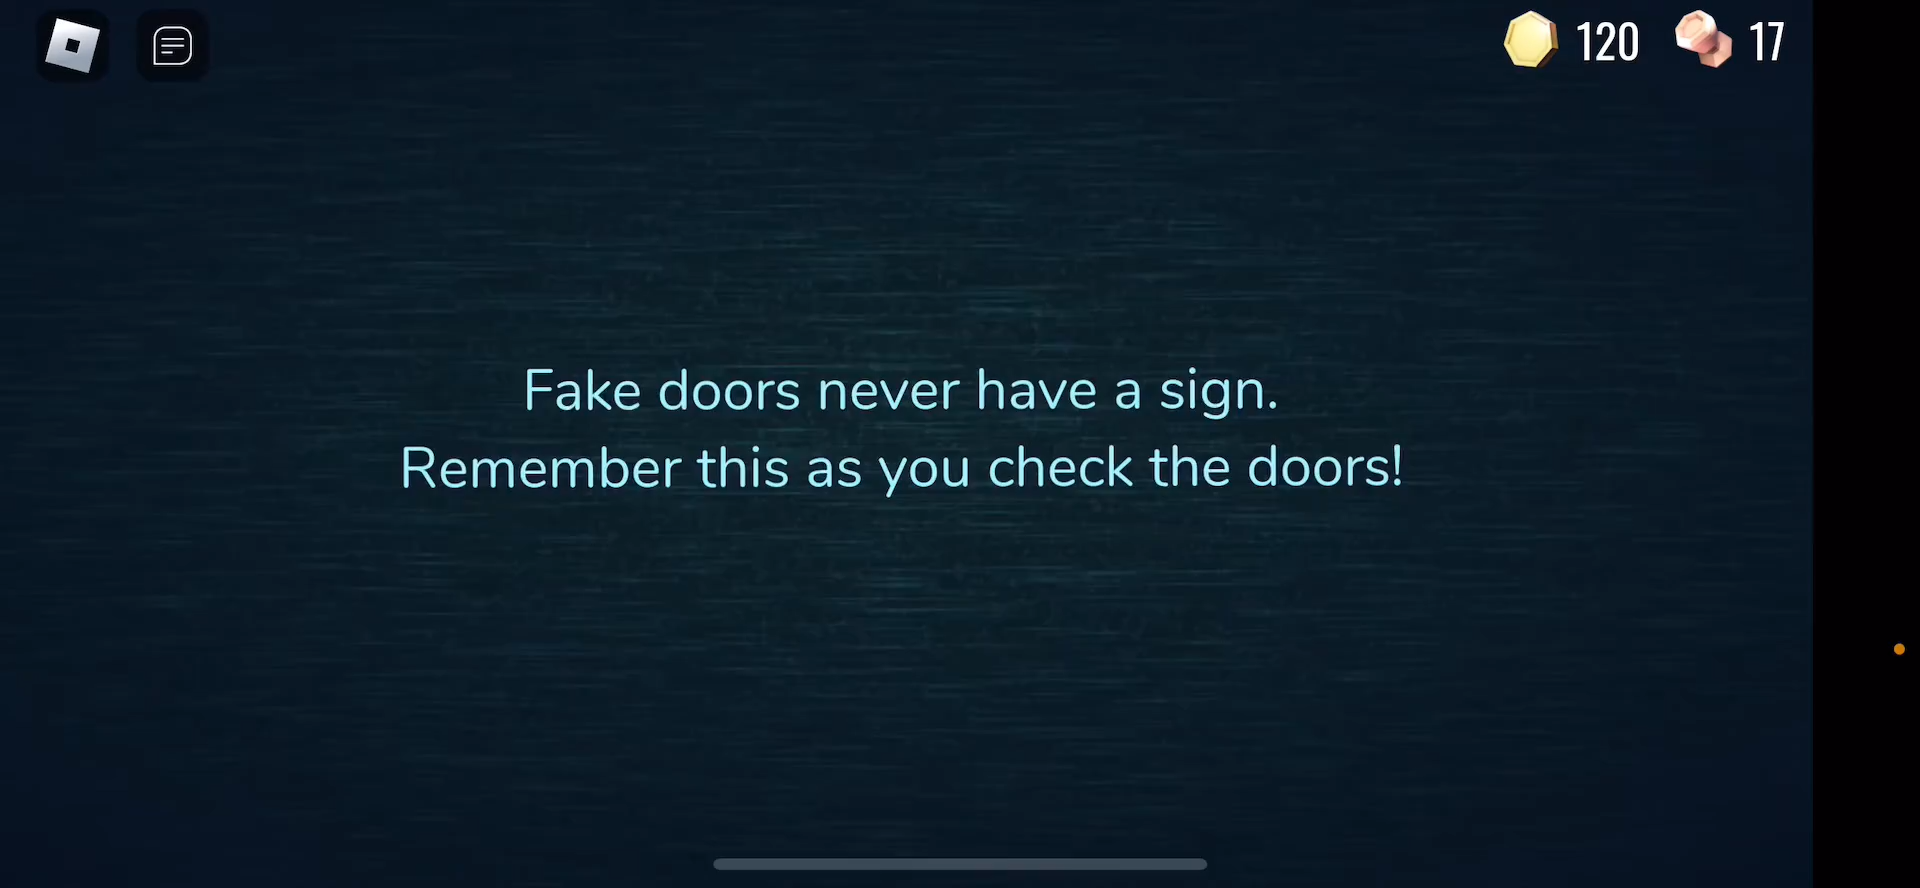 120 17
Fake doors never have a sign.
Remember this as you check the doors!